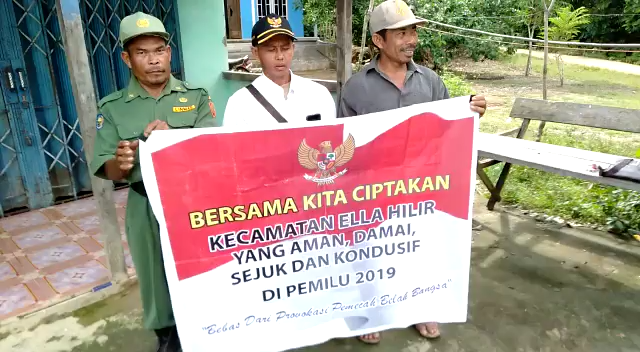 BERSAMA KITA CIPTAKAN
KECAMATAN ELLA HILIR
YANG AMAN, DAMAI,
SEJUK DAN KONDUSIF
DI PEMILU 2019
"Bebas Dari Provokasi Pemecah Belah Bangsa"